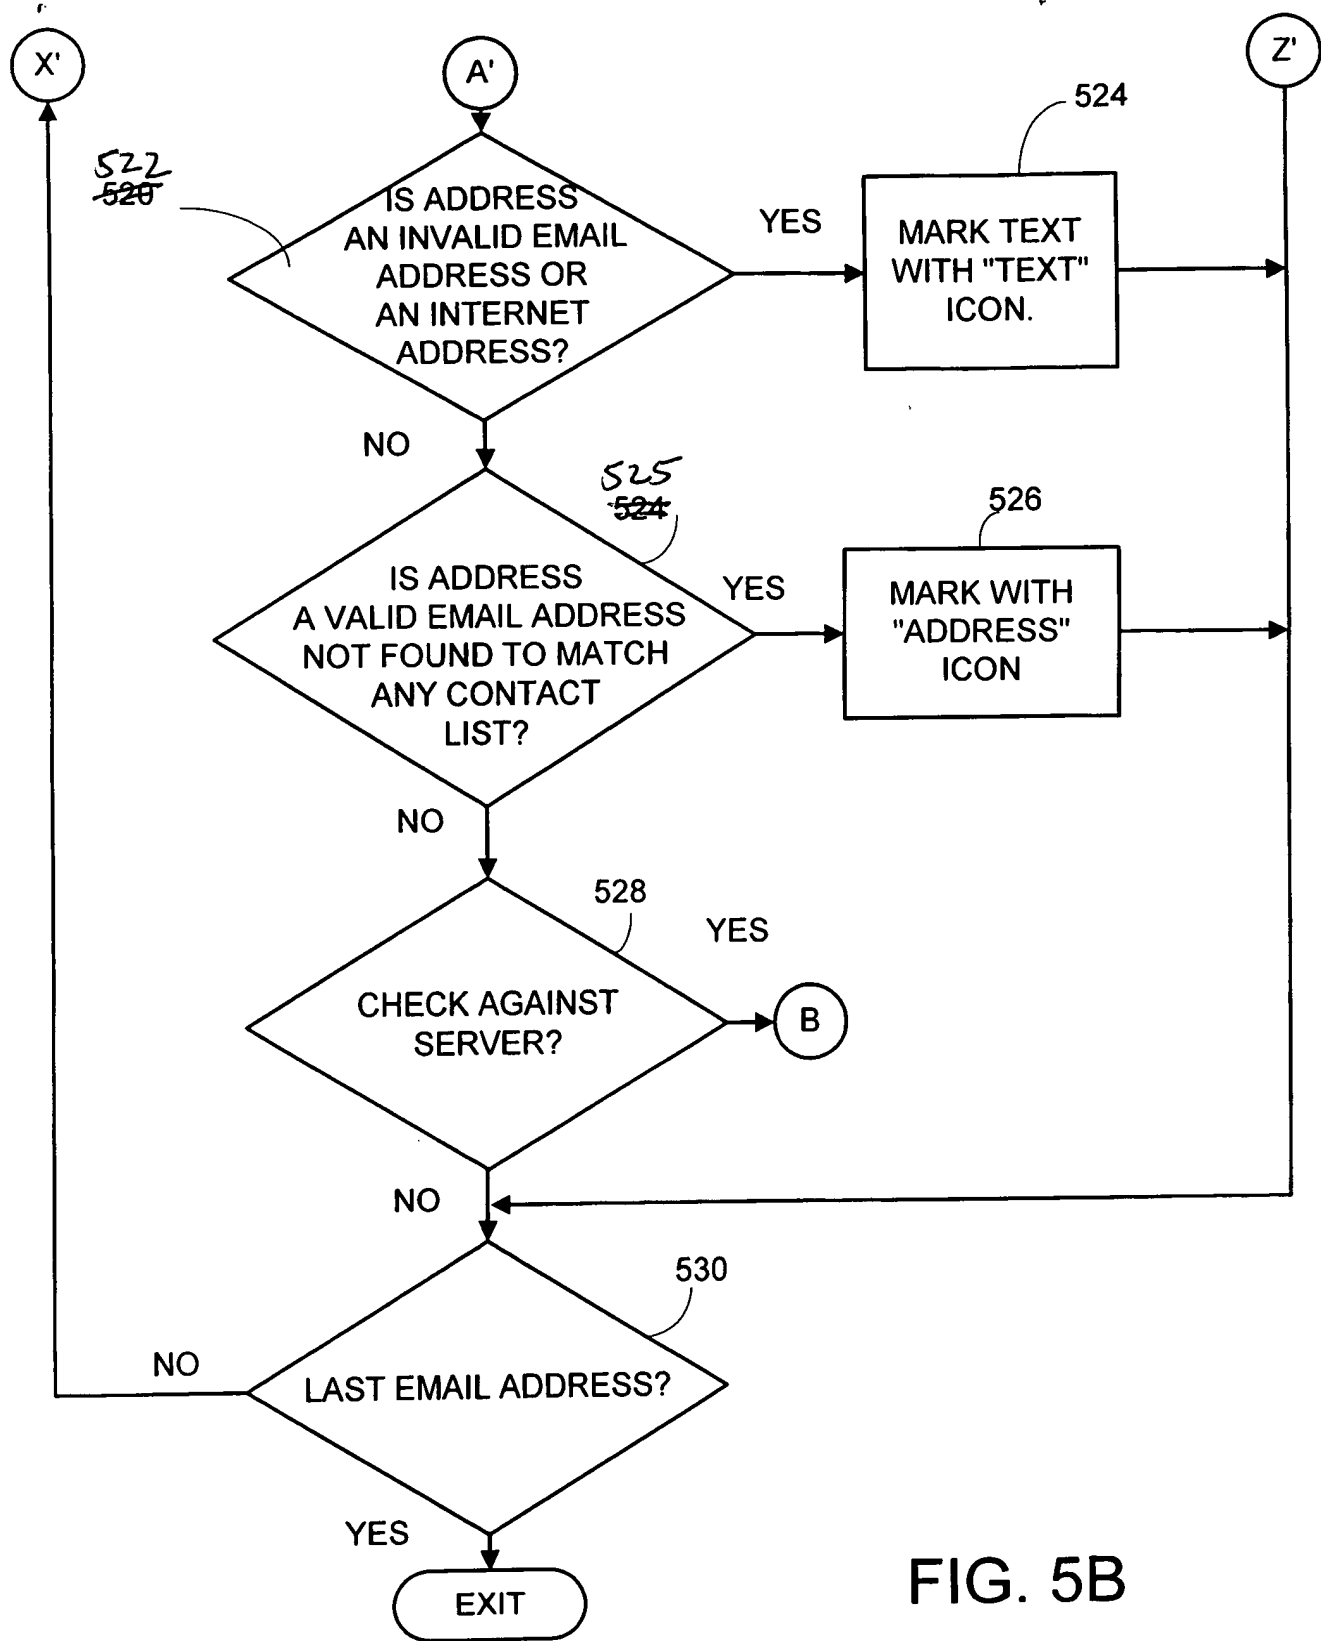 X'
A'
Z'
524
522
520
IS ADDRESS
AN INVALID EMAIL
ADDRESS OR
AN INTERNET
ADDRESS?
YES
MARK TEXT
WITH "TEXT"
ICON.
NO
525
524
526
IS ADDRESS
A VALID EMAIL ADDRESS
NOT FOUND TO MATCH
ANY CONTACT
LIST?
YES
MARK WITH
"ADDRESS"
ICON
NO
528
YES
CHECK AGAINST
SERVER?
B
NO
530
NO
LAST EMAIL ADDRESS?
YES
EXIT
FIG. 5B